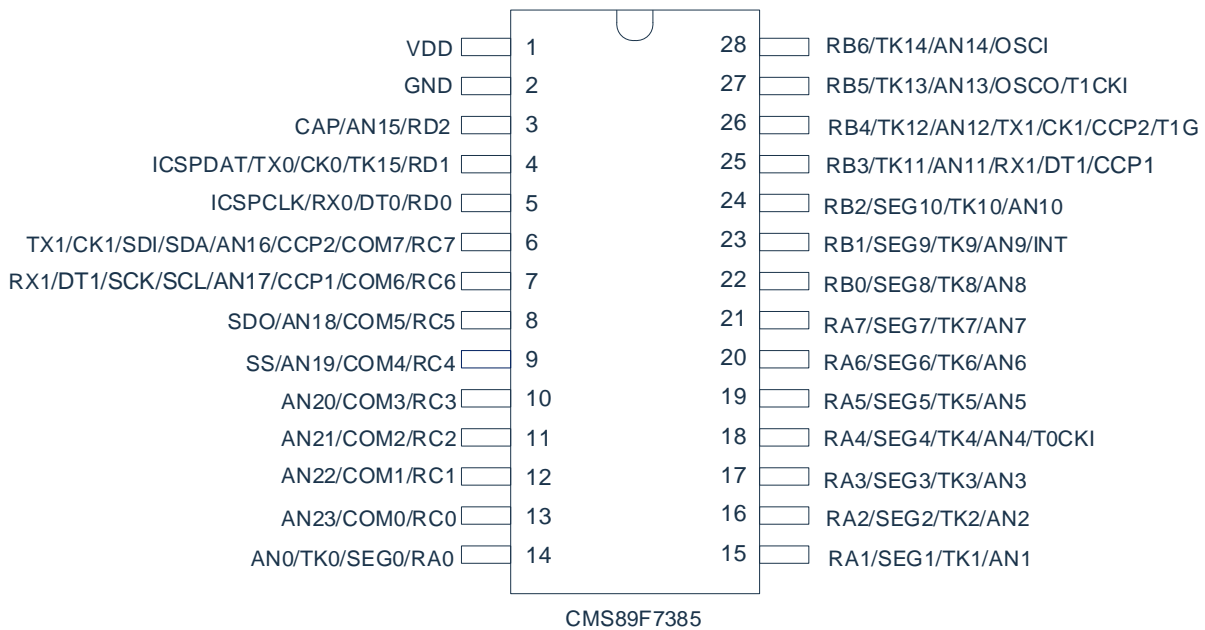 VDD 1 28 RB6/TK14/AN14/OSCI
GND 2 27 RB5/TK13/AN13/OSCO/T1CKI
CAP/AN15/RD2 3 26 RB4/TK12/AN12/TX1/CK1/CCP2/T1G
ICSPDAT/TX0/CK0/TK15/RD1 4 25 RB3/TK11/AN11/RX1/DT1/CCP1
ICSPCLK/RX0/DT0/RD0 5 24 RB2/SEG10/TK10/AN10
TX1/CK1/SDI/SDA/AN16/CCP2/COM7/RC7 6 23 RB1/SEG9/TK9/AN9/INT
RX1/DT1/SCK/SCL/AN17/CCP1/COM6/RC6 7 22 RB0/SEG8/TK8/AN8
SDO/AN18/COM5/RC5 8 21 RA7/SEG7/TK7/AN7
SS/AN19/COM4/RC4 9 20 RA6/SEG6/TK6/AN6
AN20/COM3/RC3 10 19 RA5/SEG5/TK5/AN5
AN21/COM2/RC2 11 18 RA4/SEG4/TK4/AN4/T0CKI
AN22/COM1/RC1 12 17 RA3/SEG3/TK3/AN3
AN23/COM0/RC0 13 16 RA2/SEG2/TK2/AN2
AN0/TK0/SEG0/RA0 14 15 RA1/SEG1/TK1/AN1
CMS89F7385